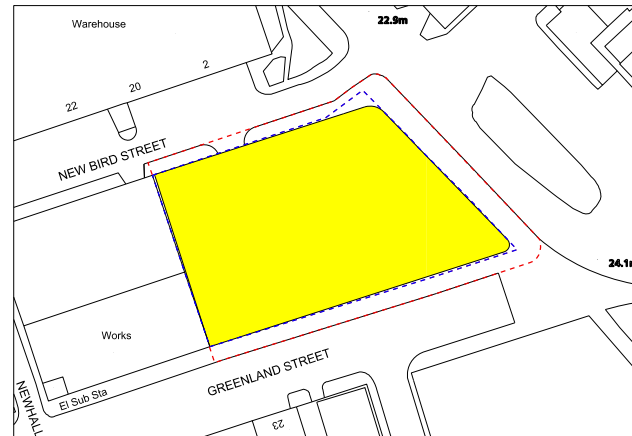 Warehouse
22.9m
2
20
22
NEW BIRD STREET
24.1m
Works
GREENLAND STREET
El Sub Sta
NEWHALL
23